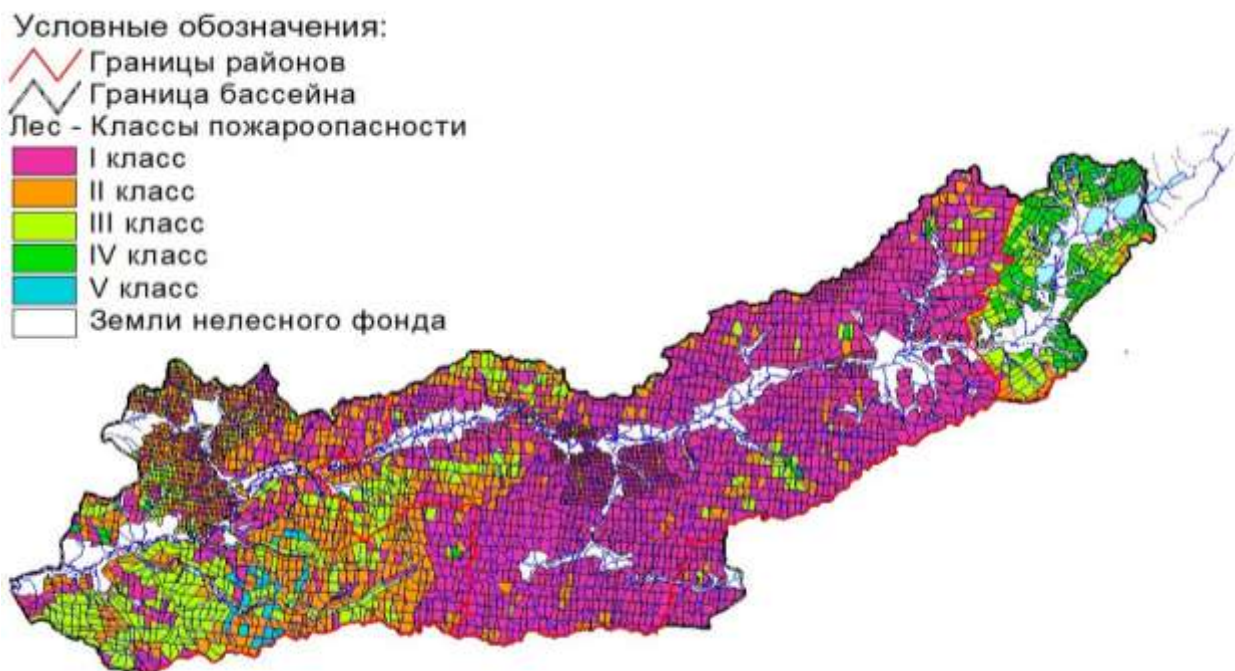 Условные обозначения:
Границы районов
Граница бассейна
Лес - Классы пожароопасности
I класс
II класс
III класс
IV класс
V класс
Земли нелесного фонда